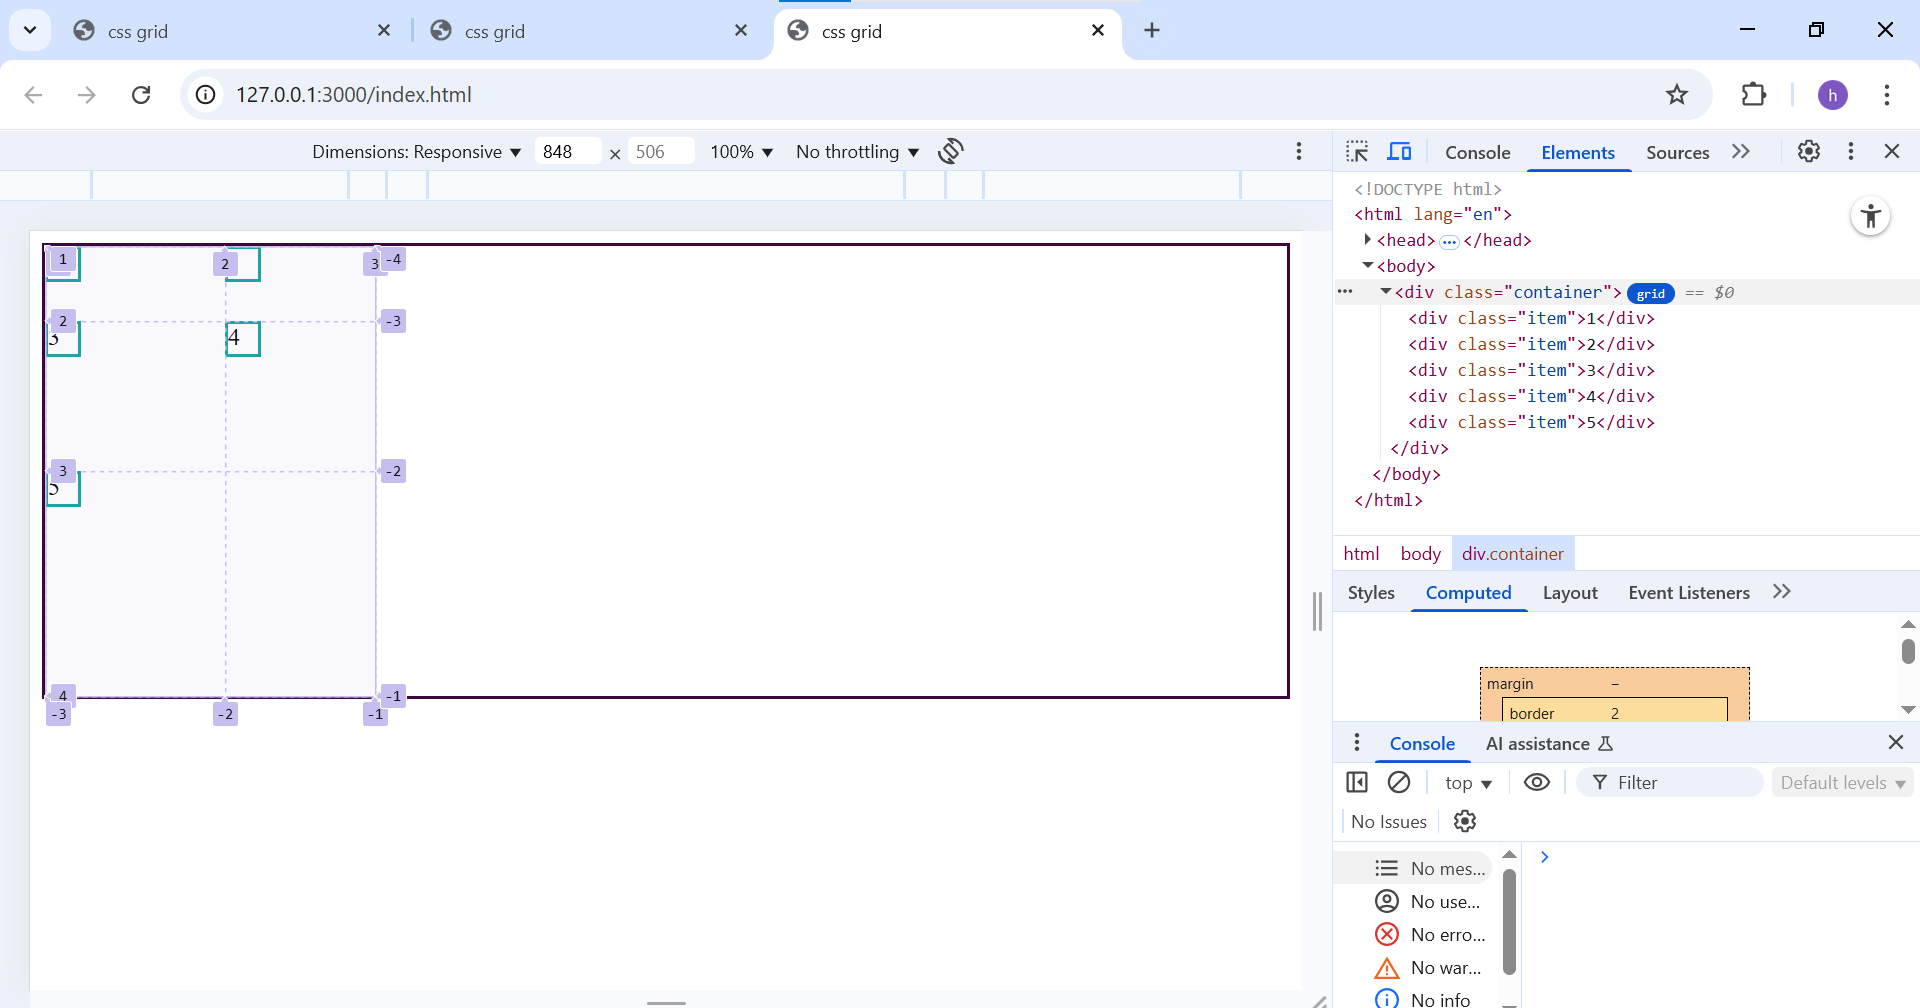 css grid
css grid
css grid
127.0.0.1:3000/index.html
h
Dimensions: Responsive 848 × 506 100% No throttling
Console Elements Sources
<!DOCTYPE html>
<html lang="en">
<head> ... </head>
<body>
<div class="container"> grid == $0
<div class="item">1</div>
<div class="item">2</div>
<div class="item">3</div>
<div class="item">4</div>
<div class="item">5</div>
</div>
</body>
</html>
1 2 3 -4
2 -3
3 4
3 -2
5
4 -1
-3 -2 -1
html body div.container
Styles Computed Layout Event Listeners
margin –
border 2
Console AI assistance
top Filter Default levels
No Issues
No mes...
No use...
No erro...
No war...
No info